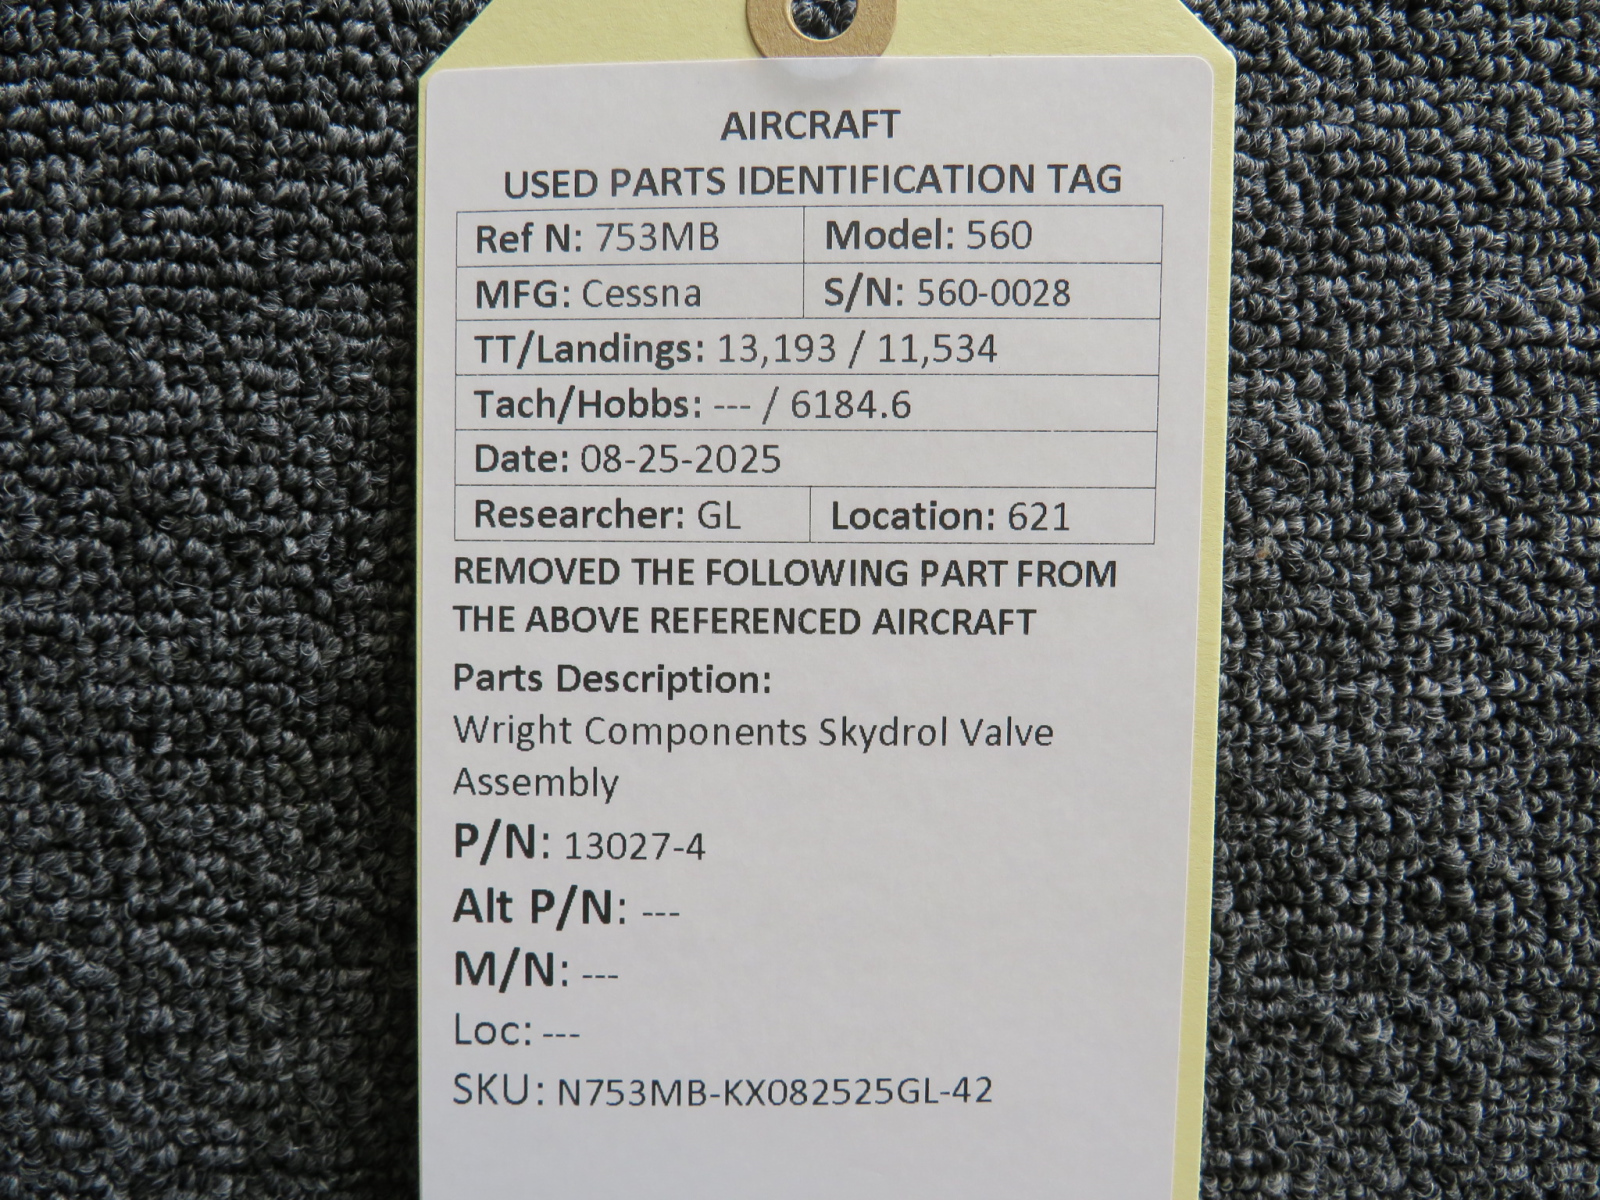 AIRCRAFT
USED PARTS IDENTIFICATION TAG
Ref N: 753MB Model: 560
MFG: Cessna S/N: 560-0028
TT/Landings: 13,193 / 11,534
Tach/Hobbs: --- / 6184.6
Date: 08-25-2025
Researcher: GL Location: 621
REMOVED THE FOLLOWING PART FROM
THE ABOVE REFERENCED AIRCRAFT
Parts Description:
Wright Components Skydrol Valve
Assembly
P/N: 13027-4
Alt P/N: ---
M/N: ---
Loc: ---
SKU: N753MB-KX082525GL-42